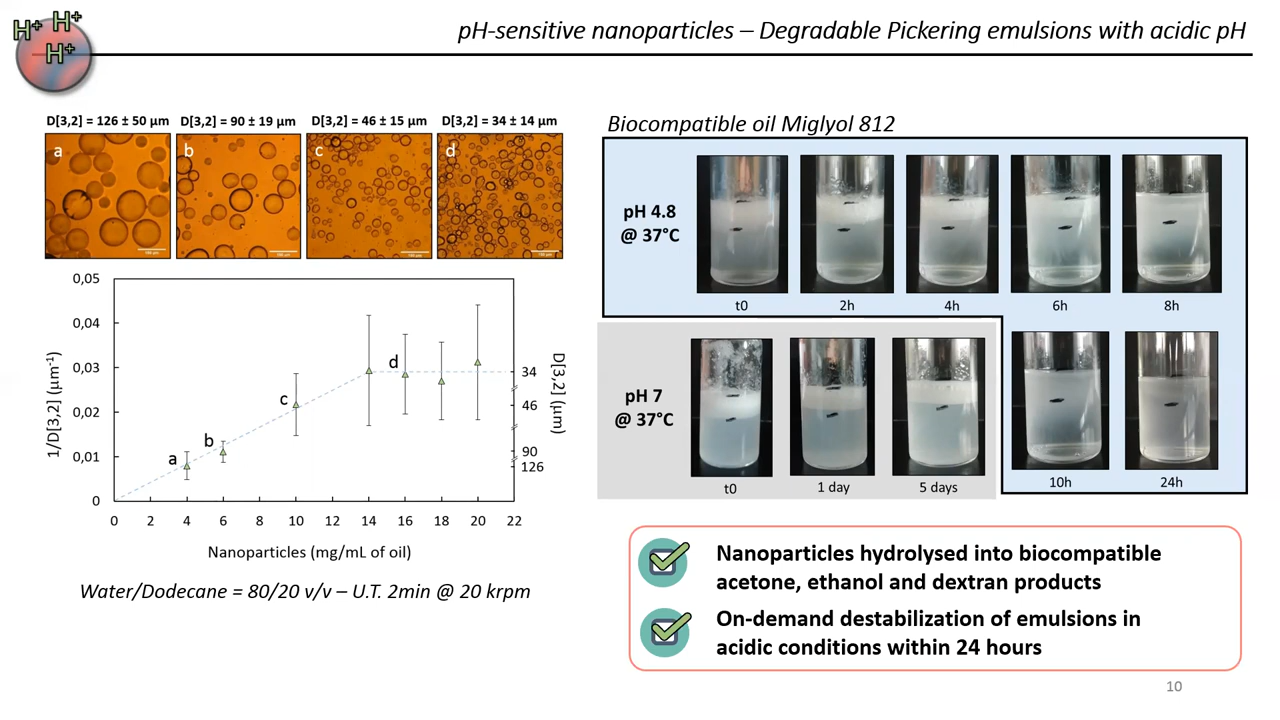 H+ H+
H+
pH-sensitive nanoparticles – Degradable Pickering emulsions with acidic pH
D[3,2] = 126 ± 50 µm D[3,2] = 90 ± 19 µm D[3,2] = 46 ± 15 µm D[3,2] = 34 ± 14 µm
a b c d
0,05
0,04
0,03
0,02
0,01
0
1/D[3,2] (µm⁻¹)
a
b
c
d
34
46
90
126
D[3,2] (µm)
0 2 4 6 8 10 12 14 16 18 20 22
Nanoparticles (mg/mL of oil)
Water/Dodecane = 80/20 v/v – U.T. 2min @ 20 krpm
Biocompatible oil Miglyol 812
pH 4.8
@ 37°C
t0 2h 4h 6h 8h
10h 24h
pH 7
@ 37°C
t0 1 day 5 days
Nanoparticles hydrolysed into biocompatible
acetone, ethanol and dextran products
On-demand destabilization of emulsions in
acidic conditions within 24 hours
10